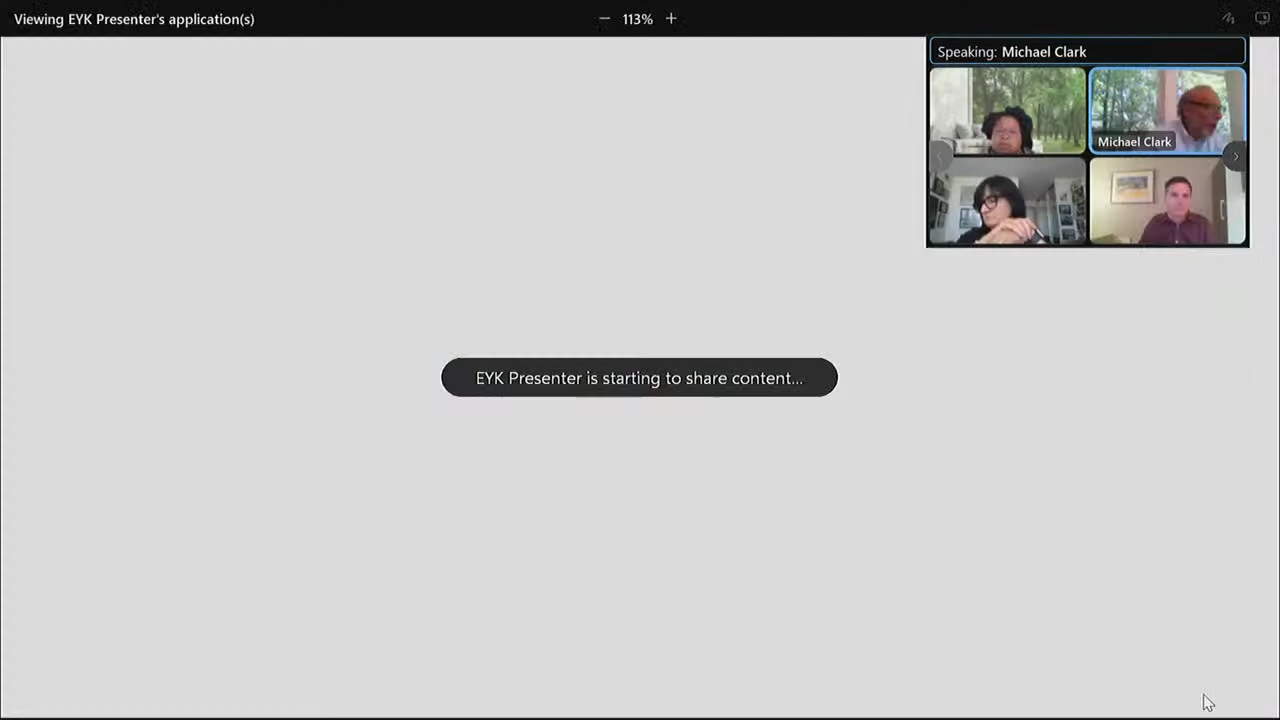 Viewing EYK Presenter's application(s)
113%
Speaking: Michael Clark
Michael Clark
EYK Presenter is starting to share content...